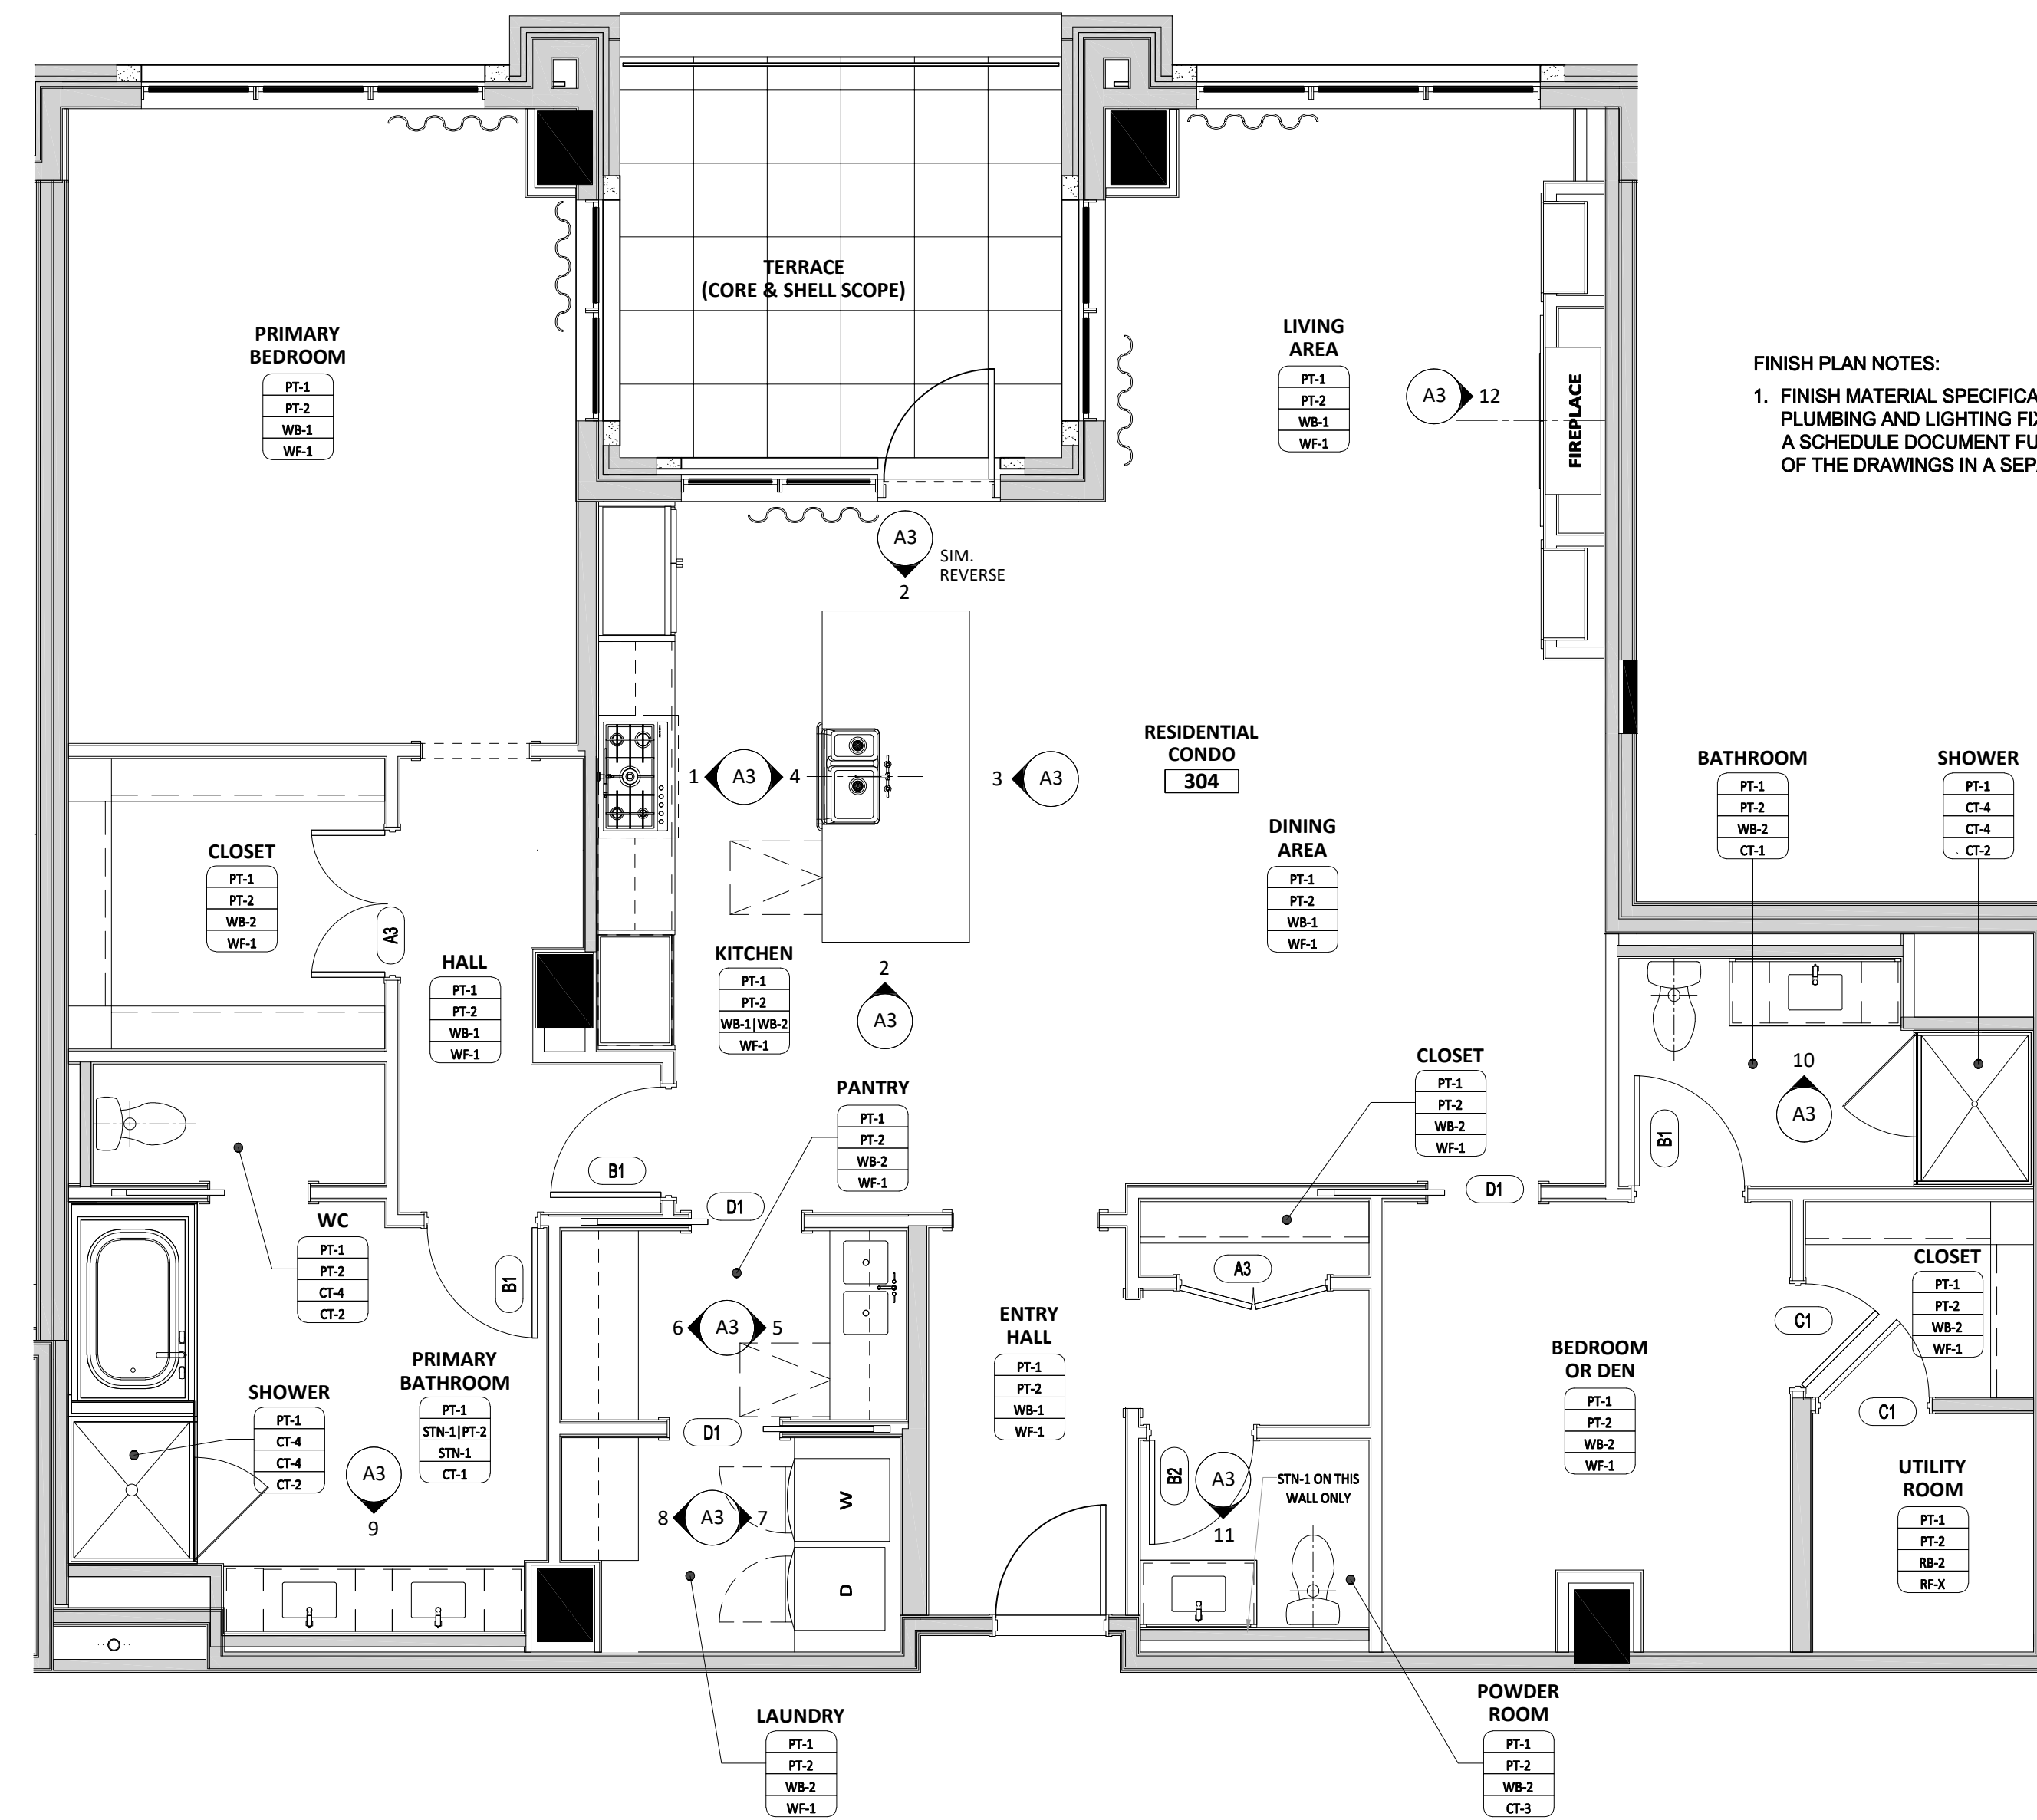 TERRACE
(CORE & SHELL SCOPE)
PRIMARY
BEDROOM
PT-1
PT-2
WB-1
WF-1
LIVING
AREA
PT-1
PT-2
WB-1
WF-1
A3
12
FIREPLACE
FINISH PLAN NOTES:
1. FINISH MATERIAL SPECIFICA
PLUMBING AND LIGHTING FI
A SCHEDULE DOCUMENT FU
OF THE DRAWINGS IN A SEP
A3
SIM.
REVERSE
2
RESIDENTIAL
CONDO
304
1
A3
4
3
A3
BATHROOM
PT-1
PT-2
WB-2
CT-1
SHOWER
PT-1
CT-4
CT-4
CT-2
DINING
AREA
PT-1
PT-2
WB-1
WF-1
CLOSET
PT-1
PT-2
WB-2
WF-1
A3
HALL
PT-1
PT-2
WB-1
WF-1
KITCHEN
PT-1
PT-2
WB-1|WB-2
WF-1
2
A3
CLOSET
PT-1
PT-2
WB-2
WF-1
10
A3
B1
PANTRY
PT-1
PT-2
WB-2
WF-1
B1
D1
D1
WC
PT-1
PT-2
CT-4
CT-2
B1
A3
CLOSET
PT-1
PT-2
WB-2
WF-1
C1
C1
6
A3
5
ENTRY
HALL
PT-1
PT-2
WB-1
WF-1
BEDROOM
OR DEN
PT-1
PT-2
WB-2
WF-1
PRIMARY
BATHROOM
PT-1
STN-1|PT-2
STN-1
CT-1
SHOWER
PT-1
CT-4
CT-4
CT-2
A3
9
D1
B2
A3
11
STN-1 ON THIS
WALL ONLY
UTILITY
ROOM
PT-1
PT-2
RB-2
RF-X
8
A3
7
W
D
LAUNDRY
PT-1
PT-2
WB-2
WF-1
POWDER
ROOM
PT-1
PT-2
WB-2
CT-3